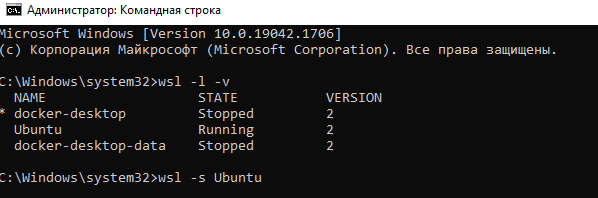 Администратор: Командная строка
Microsoft Windows [Version 10.0.19042.1706]
(c) Корпорация Майкрософт (Microsoft Corporation). Все права защищены.
C:\Windows\system32>wsl -l -v
  NAME                   STATE           VERSION
* docker-desktop         Stopped         2
  Ubuntu                 Running         2
  docker-desktop-data    Stopped         2
C:\Windows\system32>wsl -s Ubuntu